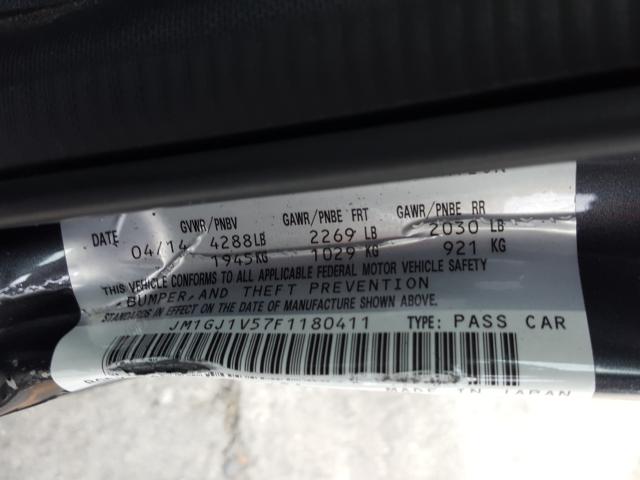 GVWR/PNBV GAWR/PNBE FRT GAWR/PNBE RR
DATE 04/14 4288LB 2269 LB 2030 LB
1945KG 1029 KG 921 KG
THIS VEHICLE CONFORMS TO ALL APPLICABLE FEDERAL MOTOR VEHICLE SAFETY
,BUMPER,AND THEFT PREVENTION
STANDARDS IN EFFECT ON THE DATE OF MANUFACTURE SHOWN ABOVE.
JM1GJ1V57F1180411 TYPE: PASS CAR
MADE IN JAPAN